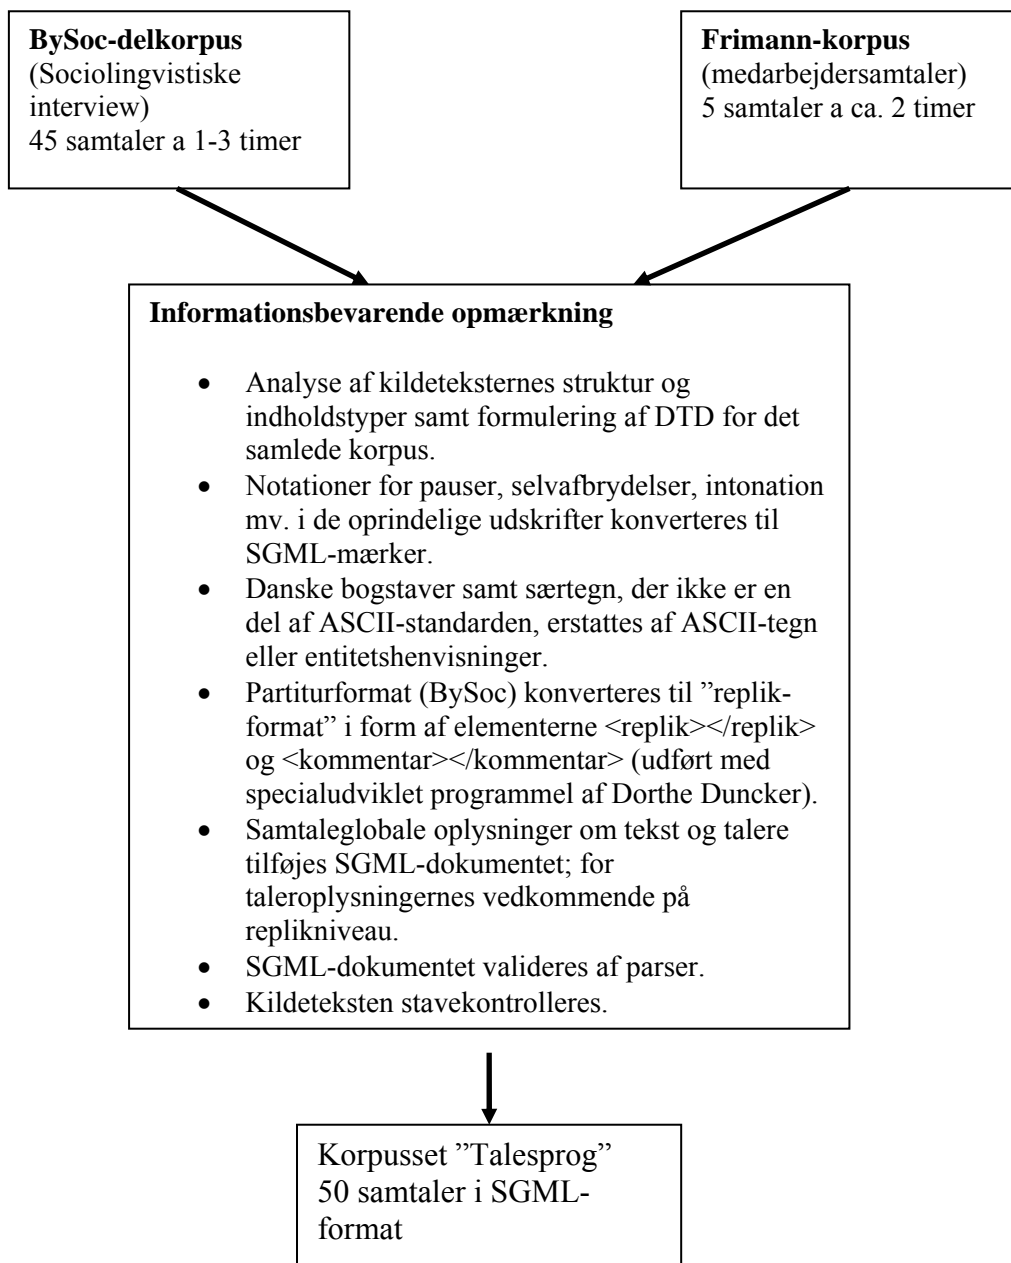 BySoc-delkorpus
(Sociolingvistiske
interview)
45 samtaler a 1-3 timer
Frimann-korpus
(medarbejdersamtaler)
5 samtaler a ca. 2 timer
Informationsbevarende opmærkning
• Analyse af kildeteksternes struktur og
indholdstyper samt formulering af DTD for det
samlede korpus.
• Notationer for pauser, selvafbrydelser, intonation
mv. i de oprindelige udskrifter konverteres til
SGML-mærker.
• Danske bogstaver samt særtegn, der ikke er en
del af ASCII-standarden, erstattes af ASCII-tegn
eller entitetshenvisninger.
• Partiturformat (BySoc) konverteres til ”replik-
format” i form af elementerne <replik></replik>
og <kommentar></kommentar> (udført med
specialudviklet programmel af Dorthe Duncker).
• Samtaleglobale oplysninger om tekst og talere
tilføjes SGML-dokumentet; for
taleroplysningernes vedkommende på
replikniveau.
• SGML-dokumentet valideres af parser.
• Kildeteksten stavekontrolleres.
Korpusset ”Talesprog”
50 samtaler i SGML-
format